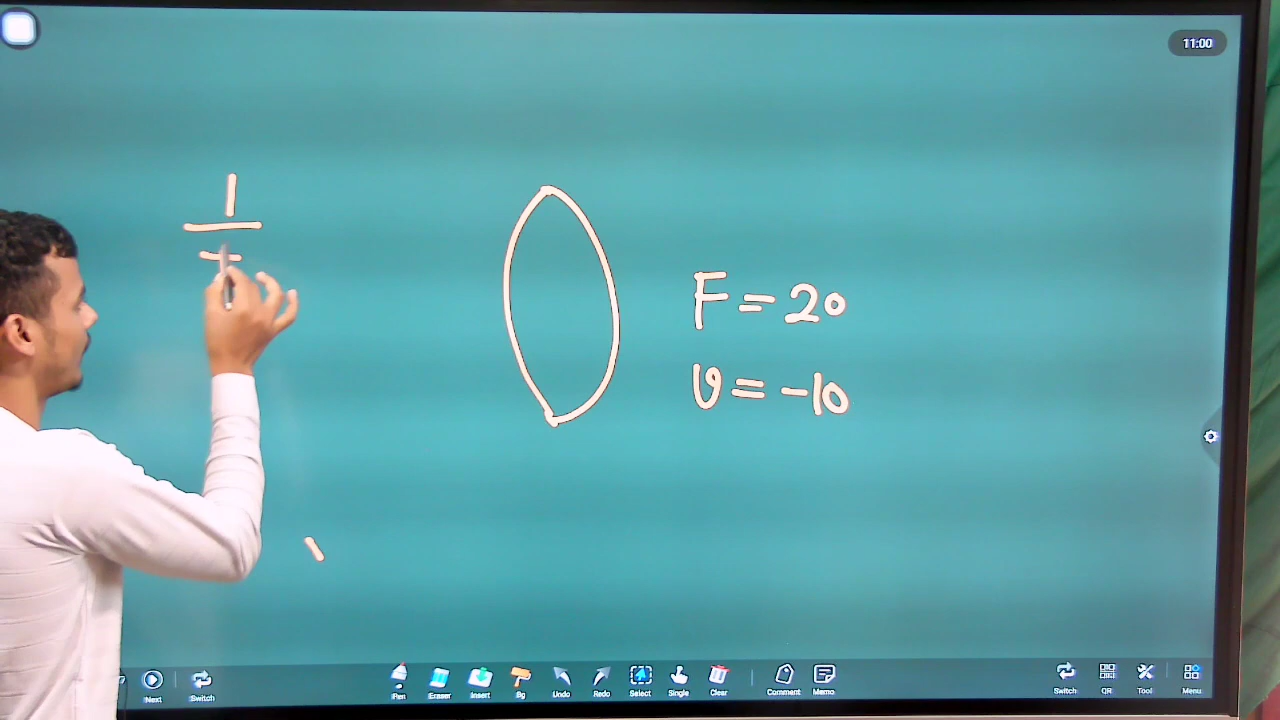 11:00
1
F = 20
v = -10
Next
Switch
Pen
Eraser
Insert
Bg
Undo
Redo
Select
Single
Clear
Comment
Memo
Switch
QR
Tool
Menu